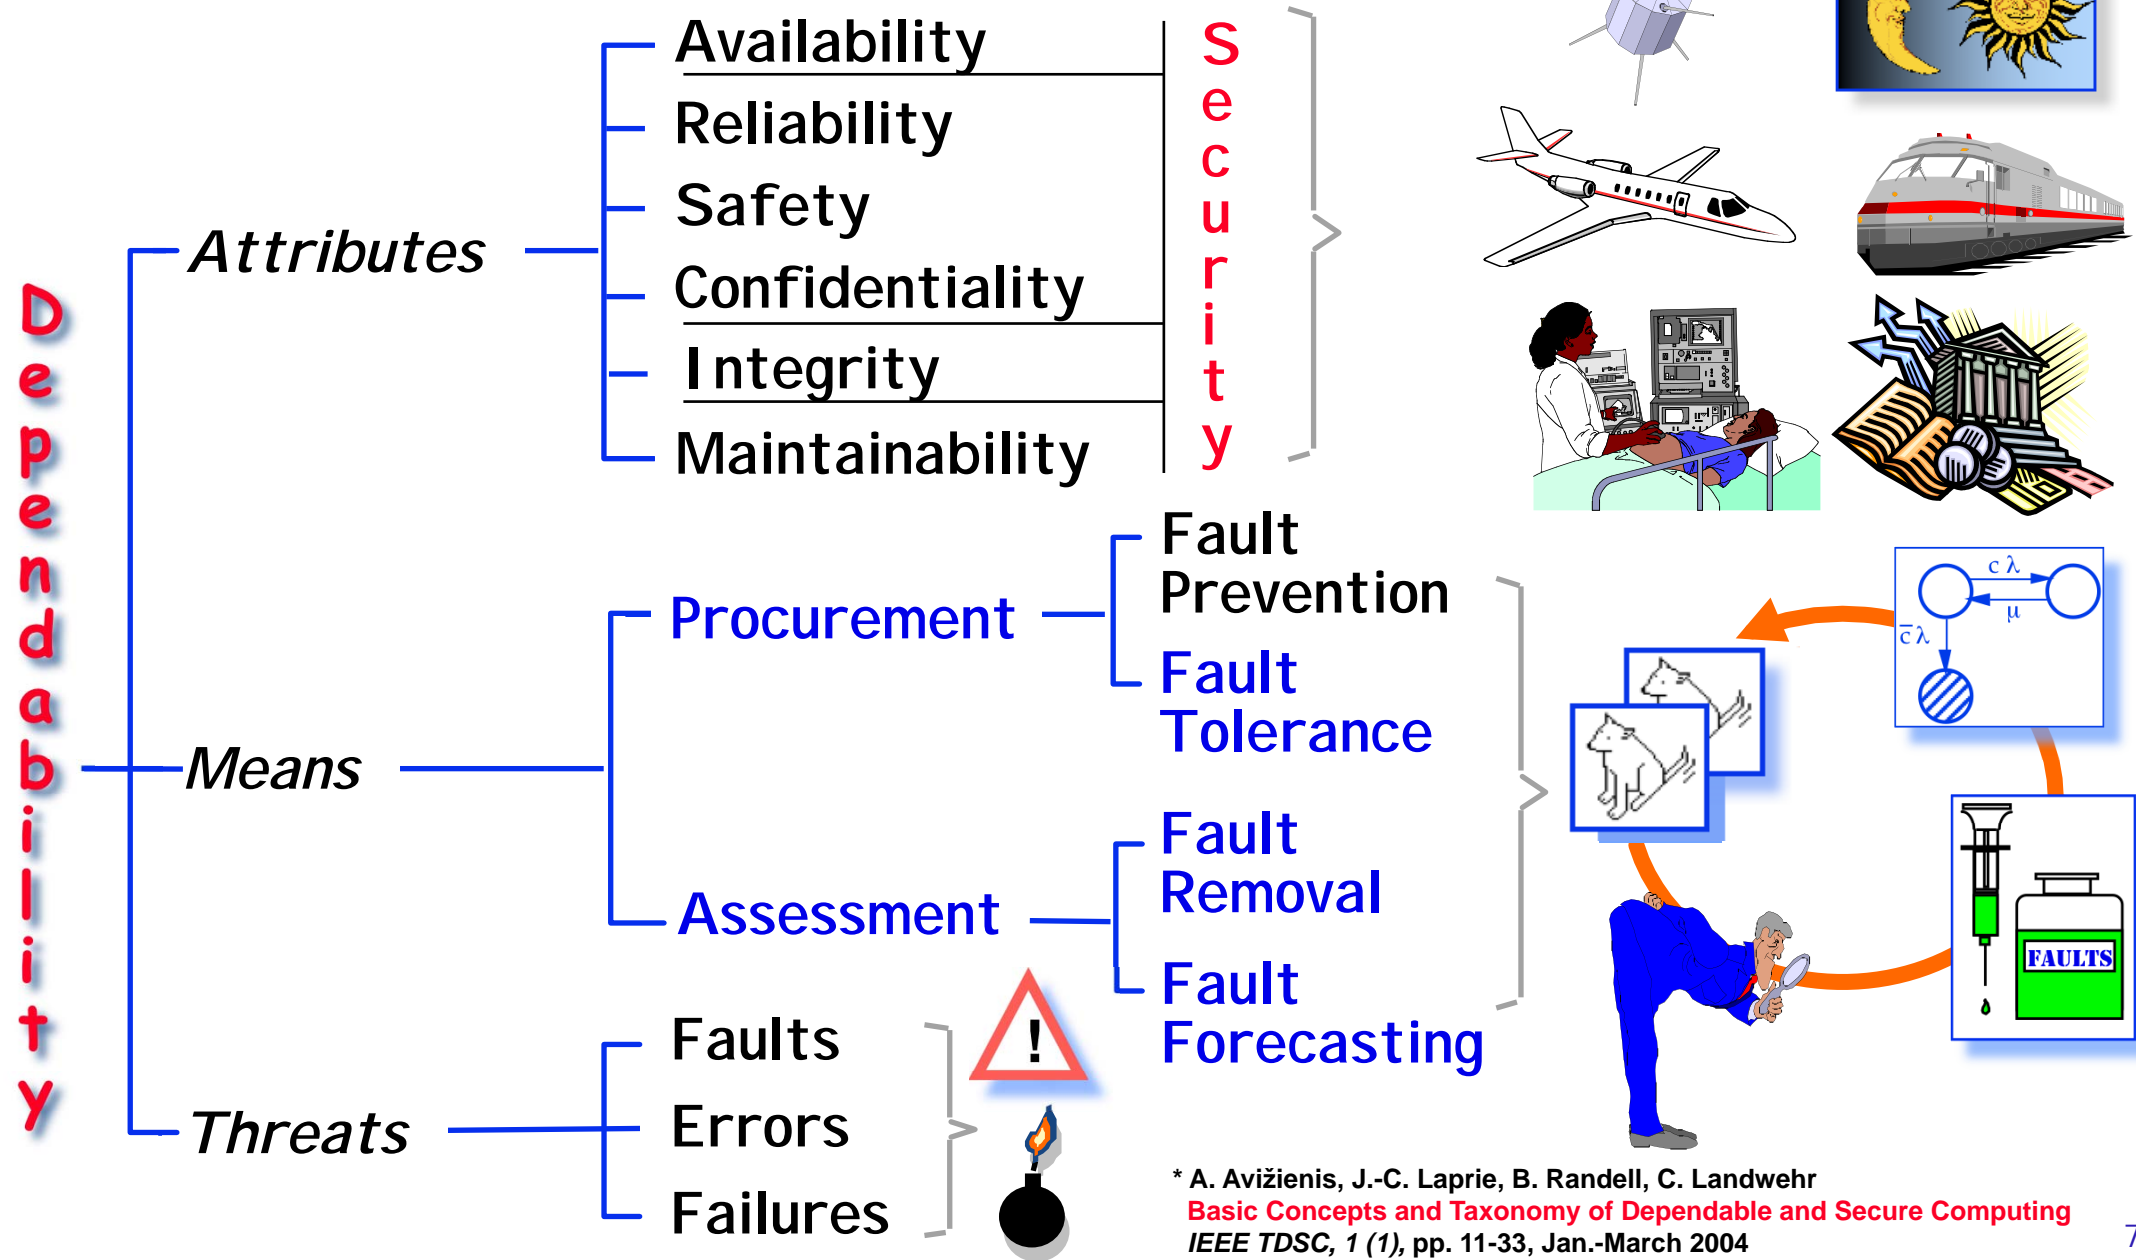 Dependability
Attributes
Availability
Reliability
Safety
Confidentiality
Integrity
Maintainability
Security
Means
Procurement
Fault
Prevention
Fault
Tolerance
Assessment
Fault
Removal
Fault
Forecasting
Threats
Faults
Errors
Failures
!
c λ
μ
c̅ λ
FAULTS
* A. Avižienis, J.-C. Laprie, B. Randell, C. Landwehr
Basic Concepts and Taxonomy of Dependable and Secure Computing
IEEE TDSC, 1 (1), pp. 11-33, Jan.-March 2004
7